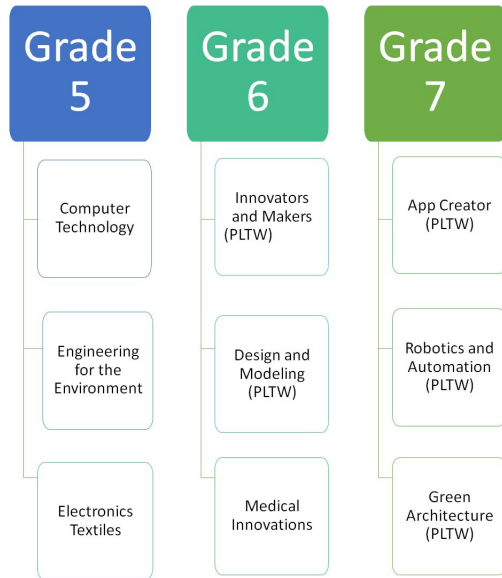 Grade
5
Computer
Technology
Engineering
for the
Environment
Electronics
Textiles
Grade
6
Innovators
and Makers
(PLTW)
Design and
Modeling
(PLTW)
Medical
Innovations
Grade
7
App Creator
(PLTW)
Robotics and
Automation
(PLTW)
Green
Architecture
(PLTW)